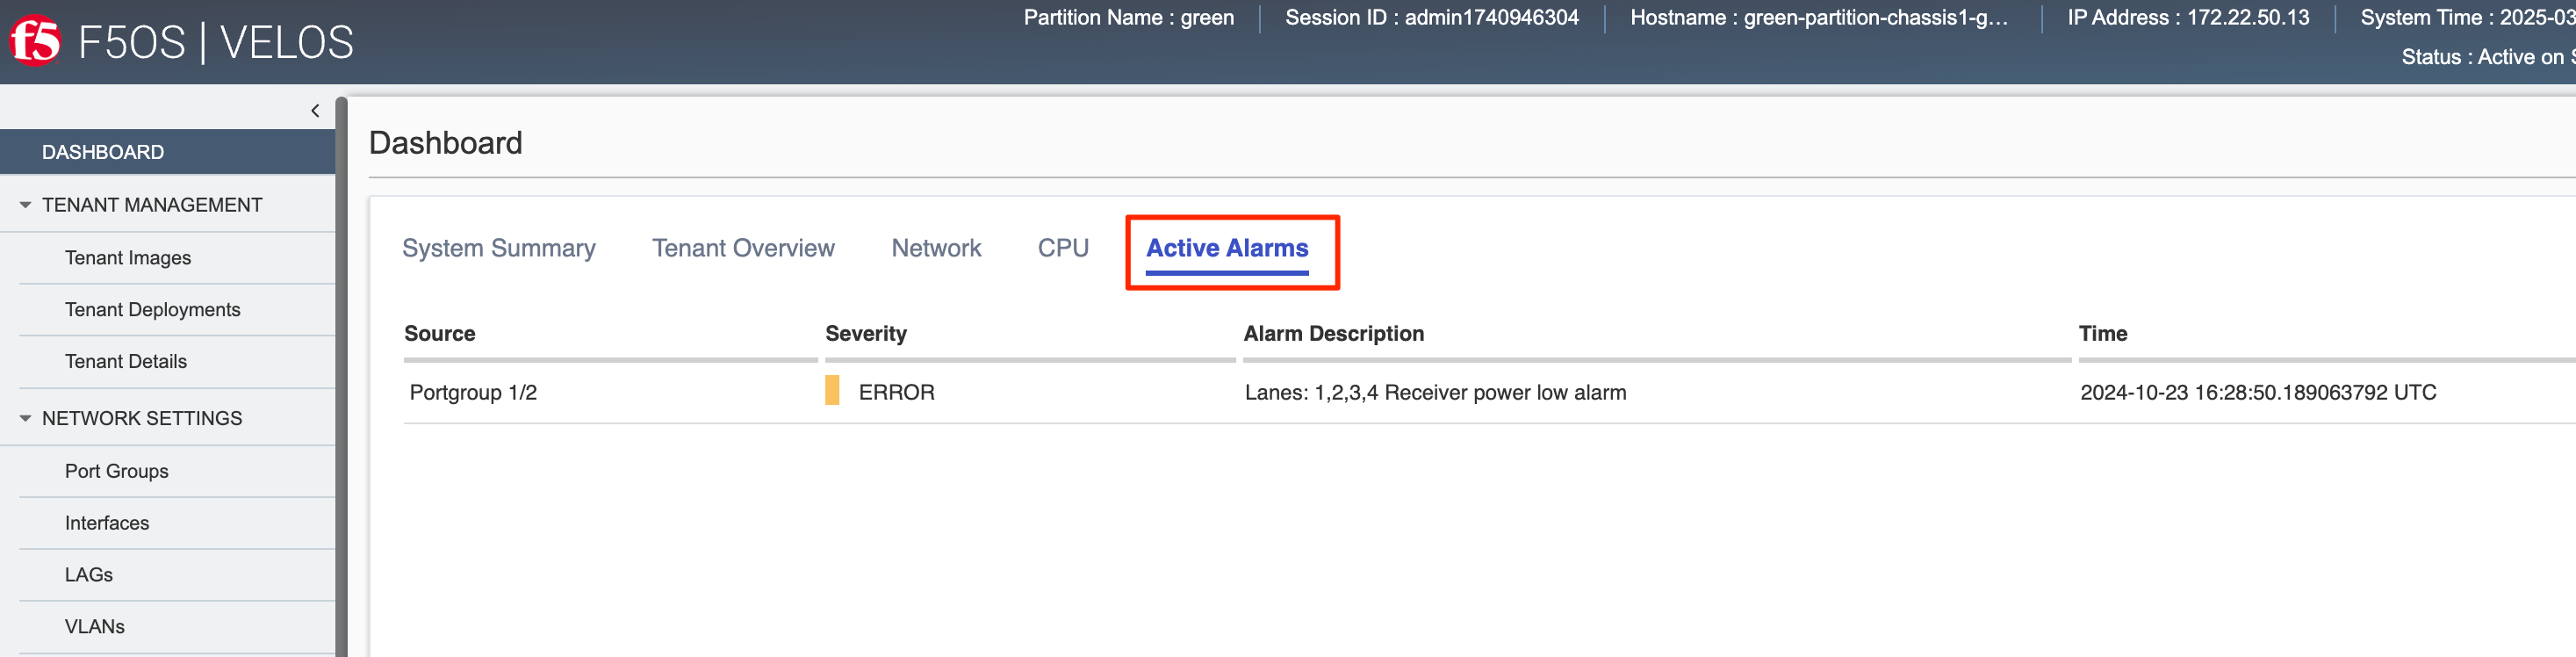 Partition Name : green
Session ID : admin1740946304
Hostname : green-partition-chassis1-g…
IP Address : 172.22.50.13
System Time : 2025-03
Status : Active on
f5 F5OS | VELOS
DASHBOARD
TENANT MANAGEMENT
Tenant Images
Tenant Deployments
Tenant Details
NETWORK SETTINGS
Port Groups
Interfaces
LAGs
VLANs
Dashboard
System Summary Tenant Overview Network CPU Active Alarms
Source Severity Alarm Description Time
Portgroup 1/2 ERROR Lanes: 1,2,3,4 Receiver power low alarm 2024-10-23 16:28:50.189063792 UTC